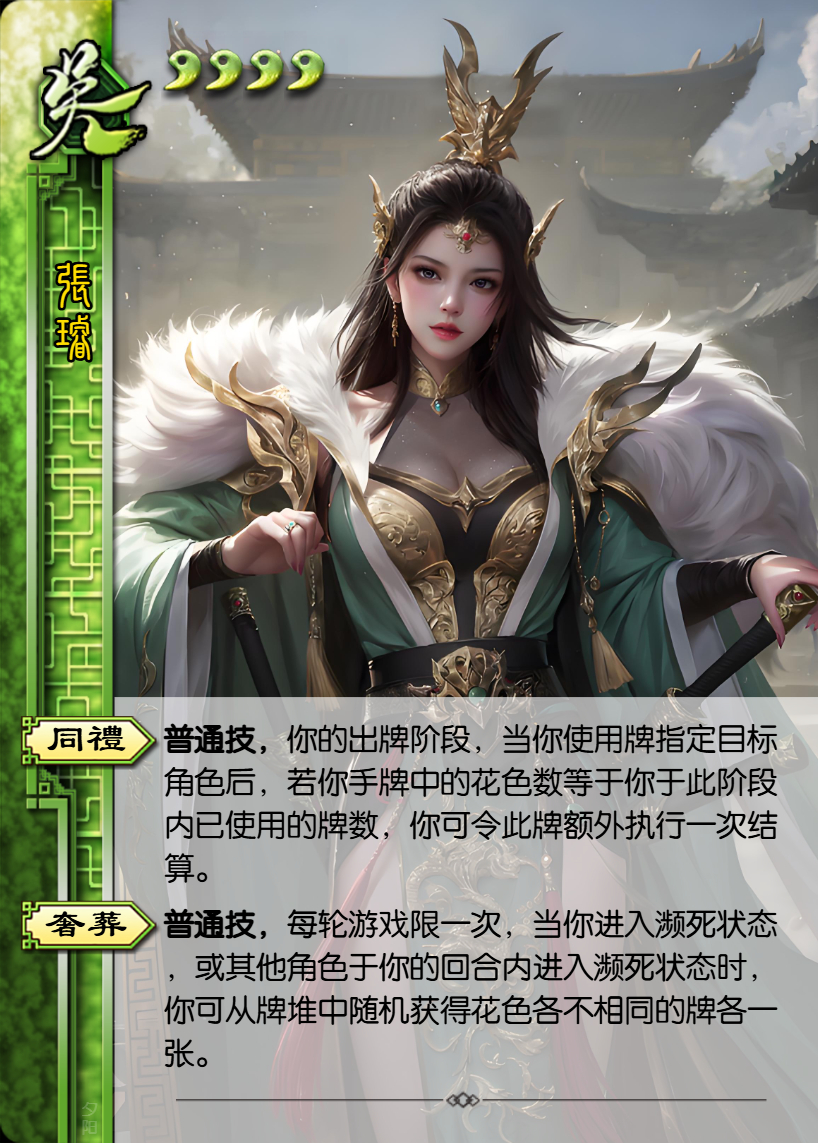 吴
張璿
同禮
普通技，你的出牌阶段，当你使用牌指定目标
角色后，若你手牌中的花色数等于你于此阶段
内已使用的牌数，你可令此牌额外执行一次结
算。
奢葬
普通技，每轮游戏限一次，当你进入濒死状态
，或其他角色于你的回合内进入濒死状态时，
你可从牌堆中随机获得花色各不相同的牌各一
张。
夕阳